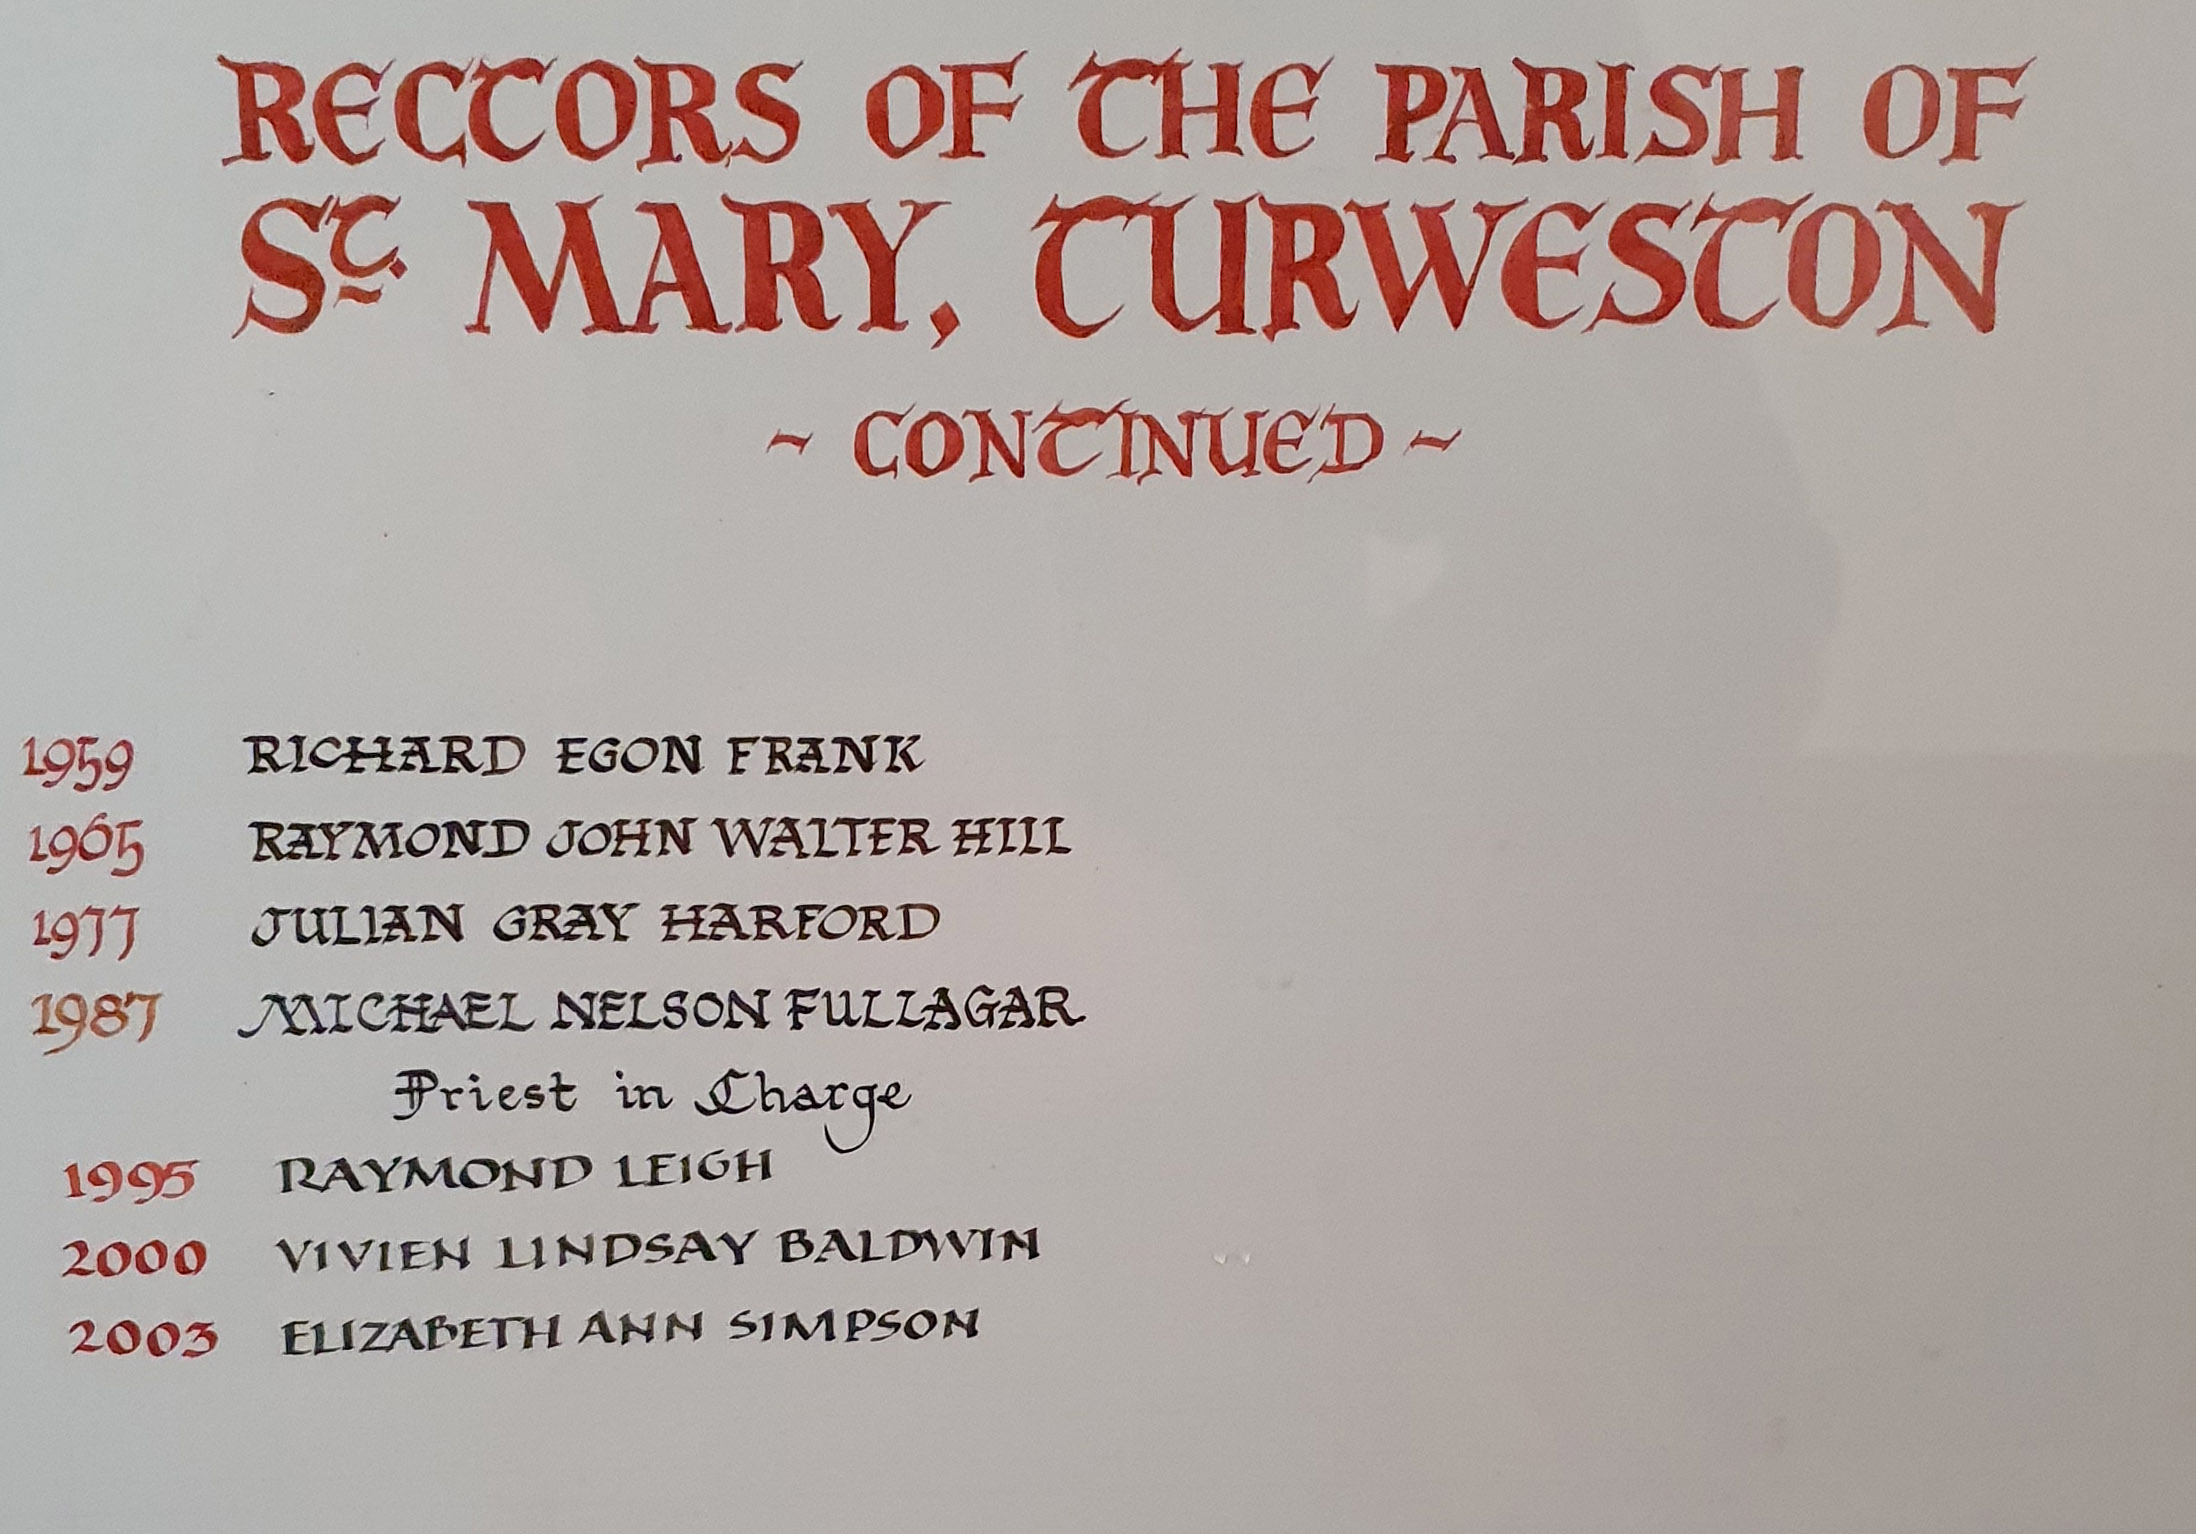 RECTORS OF THE PARISH OF
ST. MARY, TURWESTON
~ CONTINUED ~
1959 RICHARD EGON FRANK
1965 RAYMOND JOHN WALTER HILL
1977 JULIAN GRAY HARFORD
1987 MICHAEL NELSON FULLAGAR
Priest in Charge
1995 RAYMOND LEIGH
2000 VIVIEN LINDSAY BALDWIN
2003 ELIZABETH ANN SIMPSON